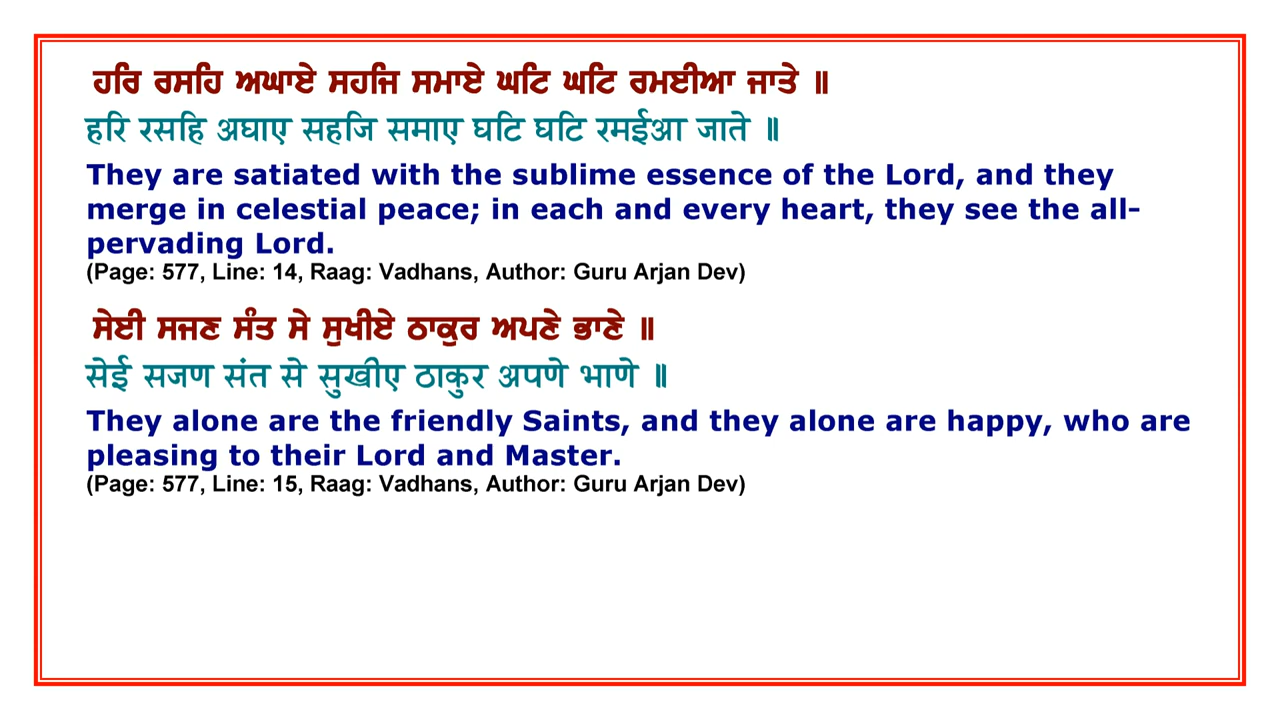 ਹਰਿ ਰਸਹਿ ਅਘਾਏ ਸਹਜਿ ਸਮਾਏ ਘਟਿ ਘਟਿ ਰਮਈਆ ਜਾਤੇ ॥
हरि रसहि अघाए सहजि समाए घटि घटि रमईआ जाते ॥
They are satiated with the sublime essence of the Lord, and they
merge in celestial peace; in each and every heart, they see the all-
pervading Lord.
(Page: 577, Line: 14, Raag: Vadhans, Author: Guru Arjan Dev)
ਸੇਈ ਸਜਣ ਸੰਤ ਸੇ ਸੁਖੀਏ ਠਾਕੁਰ ਅਪਣੇ ਭਾਣੇ ॥
सेई सजण संत से सुखीए ठाकुर अपणे भाणे ॥
They alone are the friendly Saints, and they alone are happy, who are
pleasing to their Lord and Master.
(Page: 577, Line: 15, Raag: Vadhans, Author: Guru Arjan Dev)